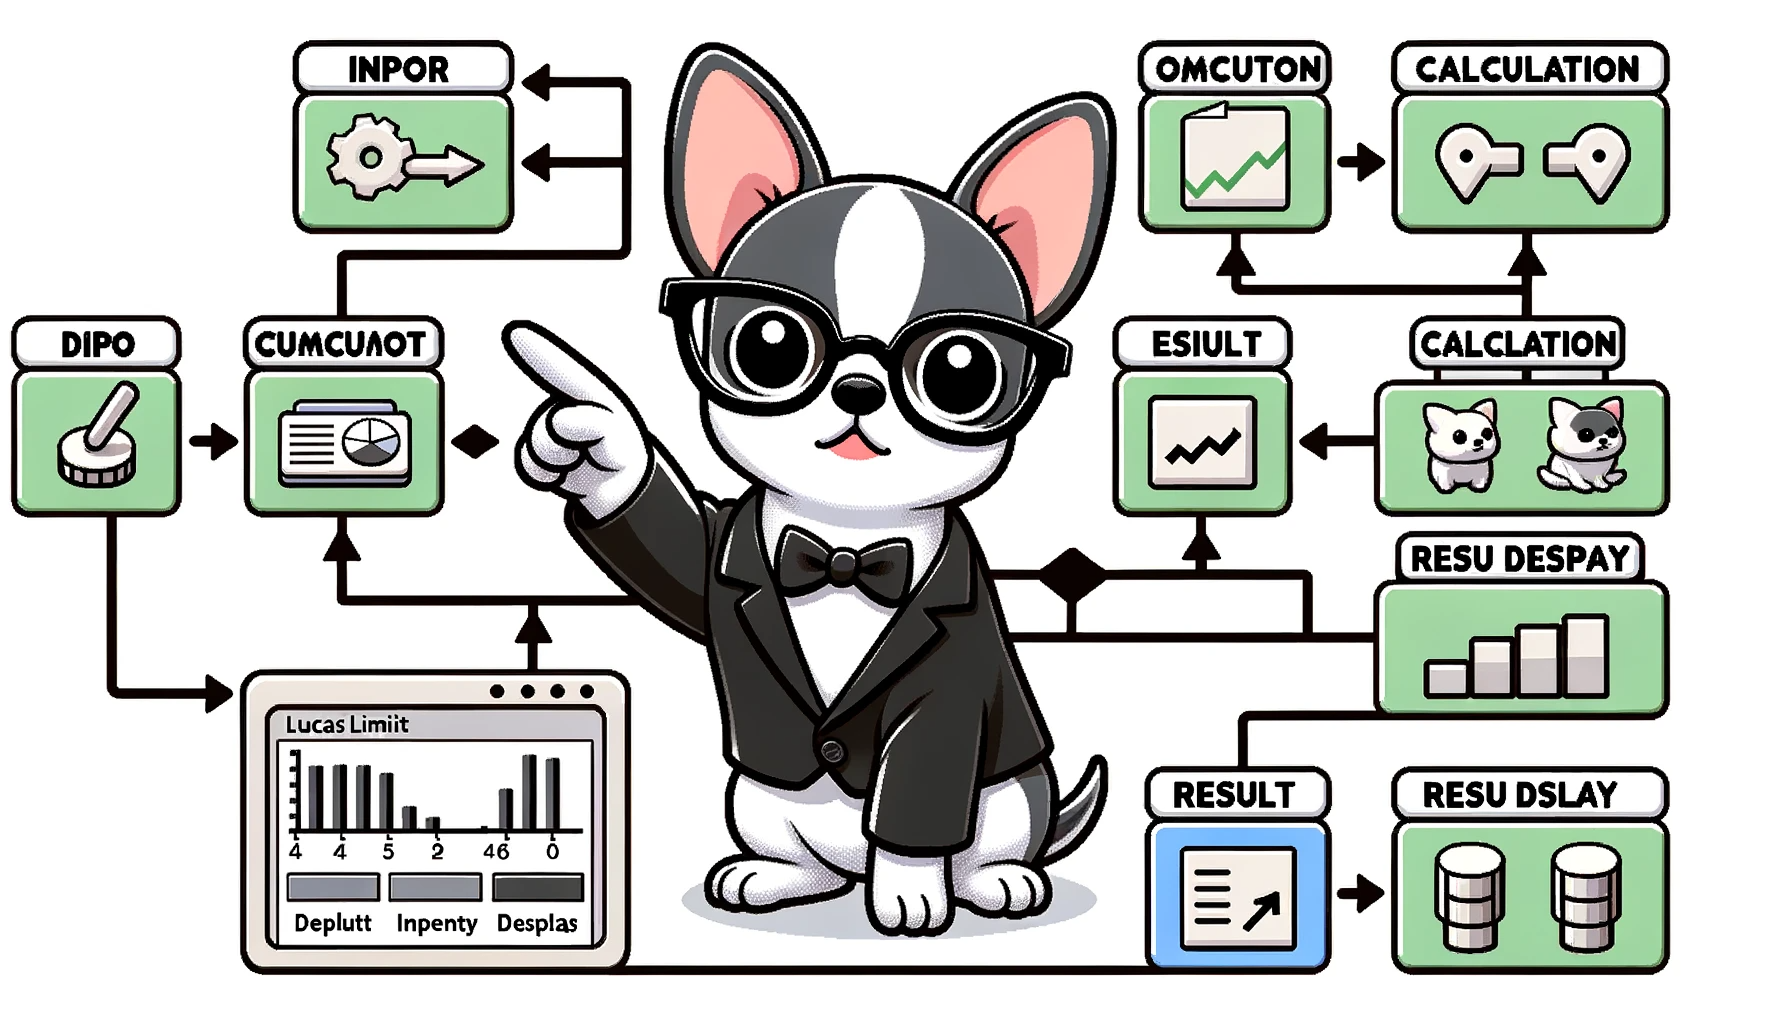 INPOR
OMCUTON
CALCULATION
DIPO
CUMCUAOT
ESIULT
CALCLATION
RESU DESPAY
Lucas Limiit
4 4 5 2 46 0
Deplutt Inpenty Desplas
RESULT
RESU DSLAY